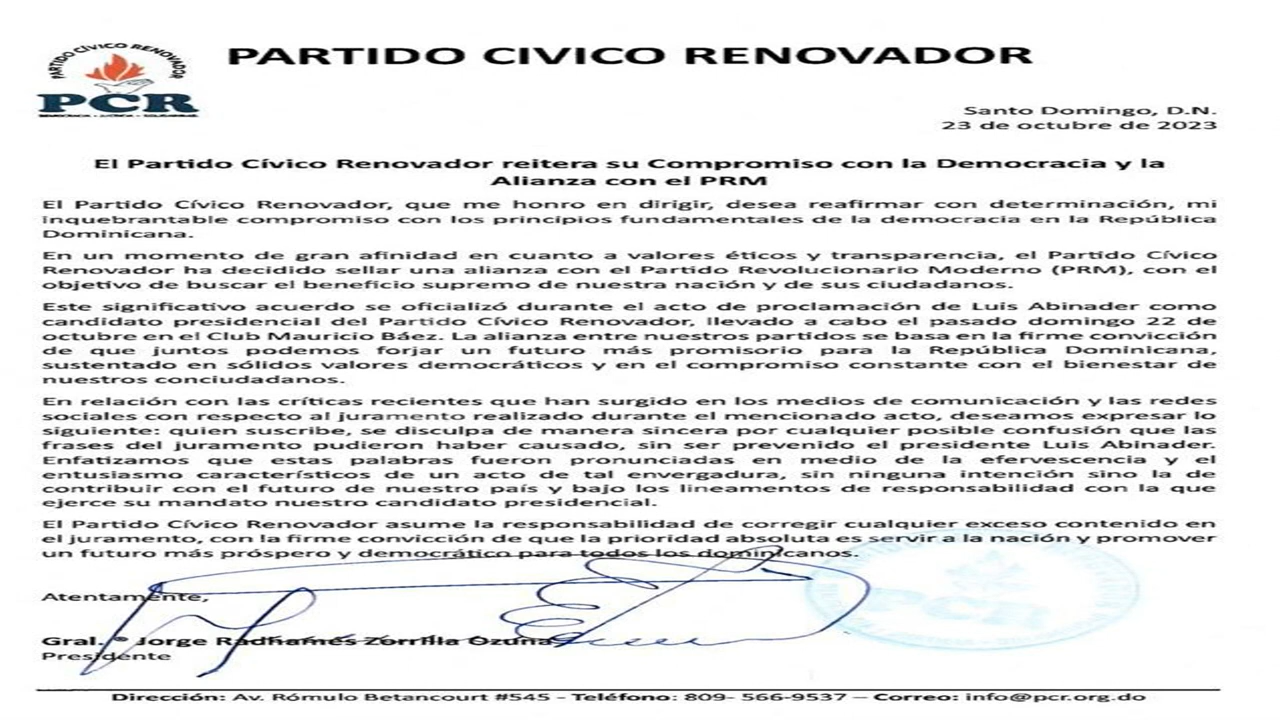 PARTIDO CÍVICO RENOVADOR
PCR
PARTIDO CIVICO RENOVADOR
Santo Domingo, D.N.
23 de octubre de 2023
El Partido Cívico Renovador reitera su Compromiso con la Democracia y la
Alianza con el PRM
El Partido Cívico Renovador, que me honro en dirigir, desea reafirmar con determinación, mi
inquebrantable compromiso con los principios fundamentales de la democracia en la República
Dominicana.
En un momento de gran afinidad en cuanto a valores éticos y transparencia, el Partido Cívico
Renovador ha decidido sellar una alianza con el Partido Revolucionario Moderno (PRM), con el
objetivo de buscar el beneficio supremo de nuestra nación y de sus ciudadanos.
Este significativo acuerdo se oficializó durante el acto de proclamación de Luis Abinader como
candidato presidencial del Partido Cívico Renovador, llevado a cabo el pasado domingo 22 de
octubre en el Club Mauricio Báez. La alianza entre nuestros partidos se basa en la firme convicción
de que juntos podemos forjar un futuro más promisorio para la República Dominicana,
sustentado en sólidos valores democráticos y en el compromiso constante con el bienestar de
nuestros conciudadanos.
En relación con las críticas recientes que han surgido en los medios de comunicación y las redes
sociales con respecto al juramento realizado durante el mencionado acto, deseamos expresar lo
siguiente: quien suscribe, se disculpa de manera sincera por cualquier posible confusión que las
frases del juramento pudieron haber causado, sin ser prevenido el presidente Luis Abinader.
Enfatizamos que estas palabras fueron pronunciadas en medio de la efervescencia y el
entusiasmo característicos de un acto de tal envergadura, sin ninguna intención sino la de
contribuir con el futuro de nuestro país y bajo los lineamentos de responsabilidad con la que
ejerce su mandato nuestro candidato presidencial.
El Partido Cívico Renovador asume la responsabilidad de corregir cualquier exceso contenido en
el juramento, con la firme convicción de que la prioridad absoluta es servir a la nación y promover
un futuro más próspero y democrático para todos los dominicanos.
Atentamente,
PCR
Gral. ® Jorge Radhamés Zorrilla Ozuna
Presidente
Dirección: Av. Rómulo Betancourt #545 - Teléfono: 809- 566-9537 – Correo: info@pcr.org.do